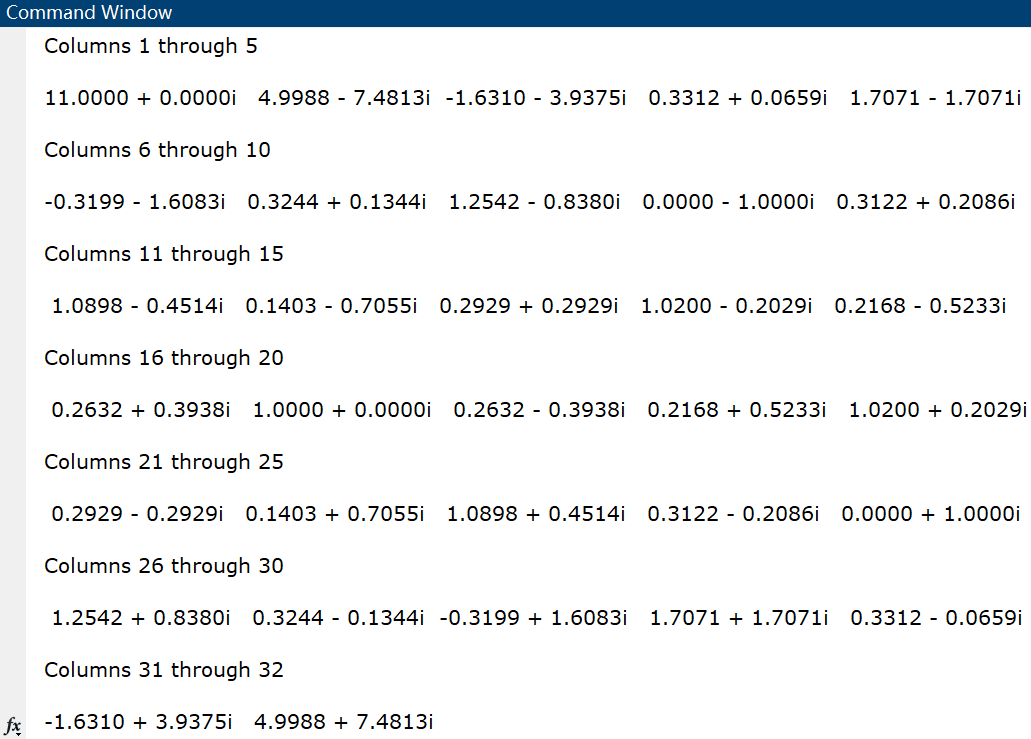 Command Window
Columns 1 through 5
11.0000 + 0.0000i 4.9988 - 7.4813i -1.6310 - 3.9375i 0.3312 + 0.0659i 1.7071 - 1.7071i
Columns 6 through 10
-0.3199 - 1.6083i 0.3244 + 0.1344i 1.2542 - 0.8380i 0.0000 - 1.0000i 0.3122 + 0.2086i
Columns 11 through 15
1.0898 - 0.4514i 0.1403 - 0.7055i 0.2929 + 0.2929i 1.0200 - 0.2029i 0.2168 - 0.5233i
Columns 16 through 20
0.2632 + 0.3938i 1.0000 + 0.0000i 0.2632 - 0.3938i 0.2168 + 0.5233i 1.0200 + 0.2029i
Columns 21 through 25
0.2929 - 0.2929i 0.1403 + 0.7055i 1.0898 + 0.4514i 0.3122 - 0.2086i 0.0000 + 1.0000i
Columns 26 through 30
1.2542 + 0.8380i 0.3244 - 0.1344i -0.3199 + 1.6083i 1.7071 + 1.7071i 0.3312 - 0.0659i
Columns 31 through 32
fx -1.6310 + 3.9375i 4.9988 + 7.4813i